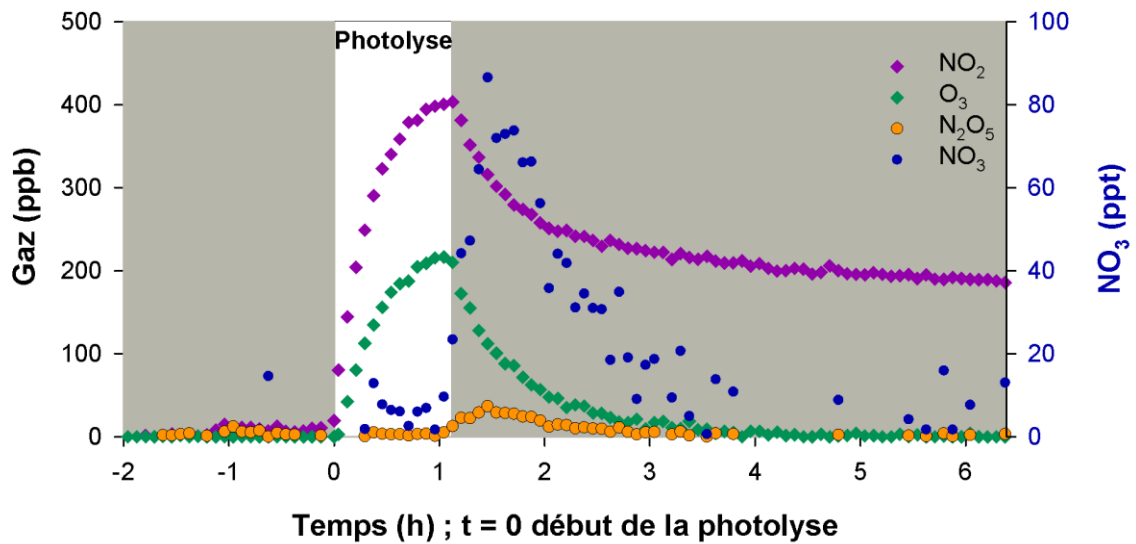 Photolyse
Gaz (ppb)
500
400
300
200
100
0
NO₂
O₃
N₂O₅
NO₃
100
80
60
40
20
0
NO₃ (ppt)
-2 -1 0 1 2 3 4 5 6
Temps (h) ; t = 0 début de la photolyse